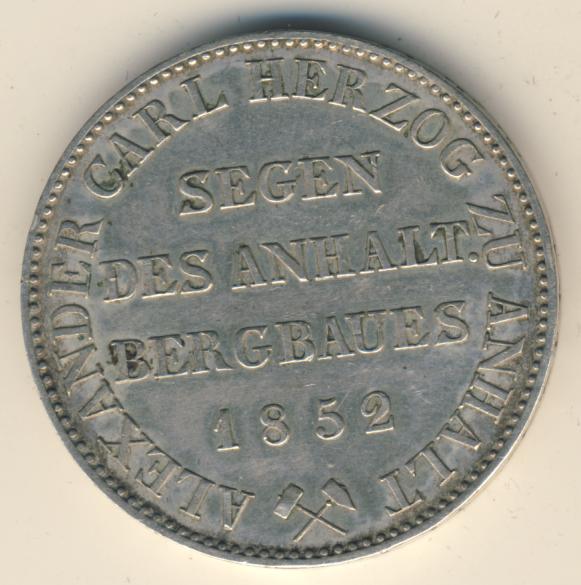 ALEXANDER CARL HERZOG ZU ANHALT
SEGEN
DES ANHALT.
BERGBAUES
1852